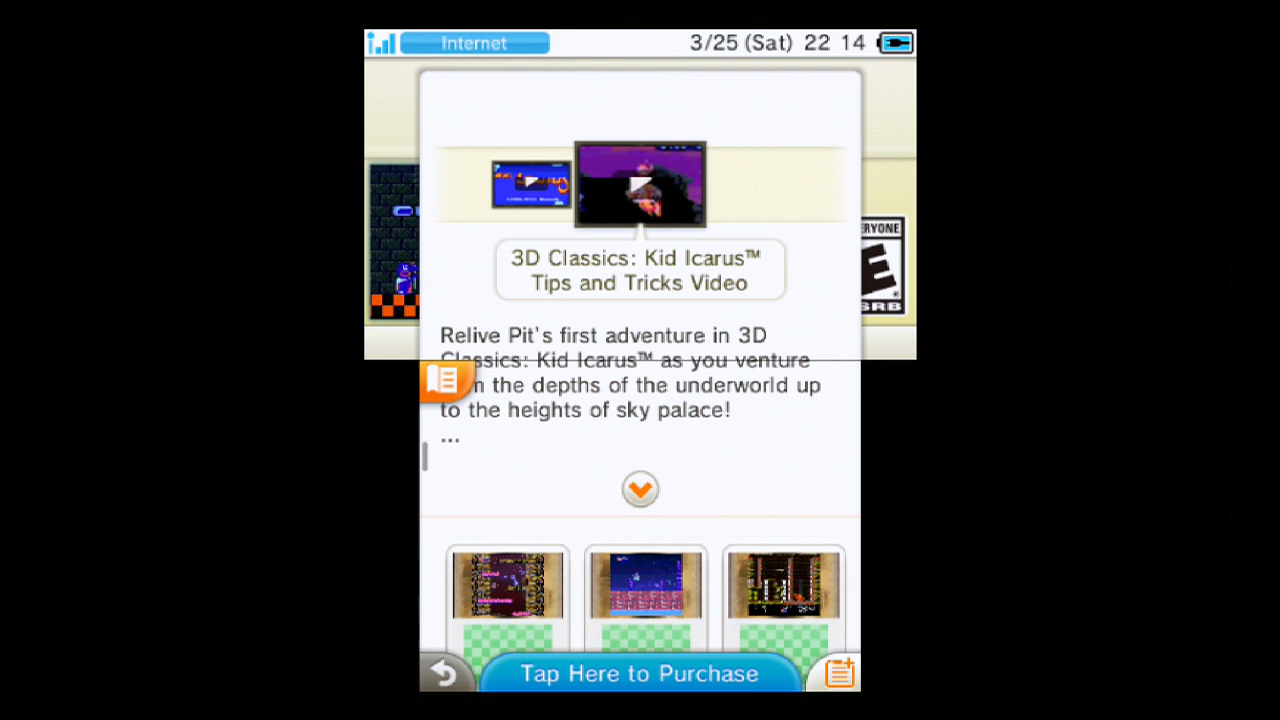 Internet
3/25 (Sat) 22 14
3D Classics: Kid Icarus™
Tips and Tricks Video
Relive Pit's first adventure in 3D
Classics: Kid Icarus™ as you venture
the depths of the underworld up
to the heights of sky palace!
...
E
Tap Here to Purchase